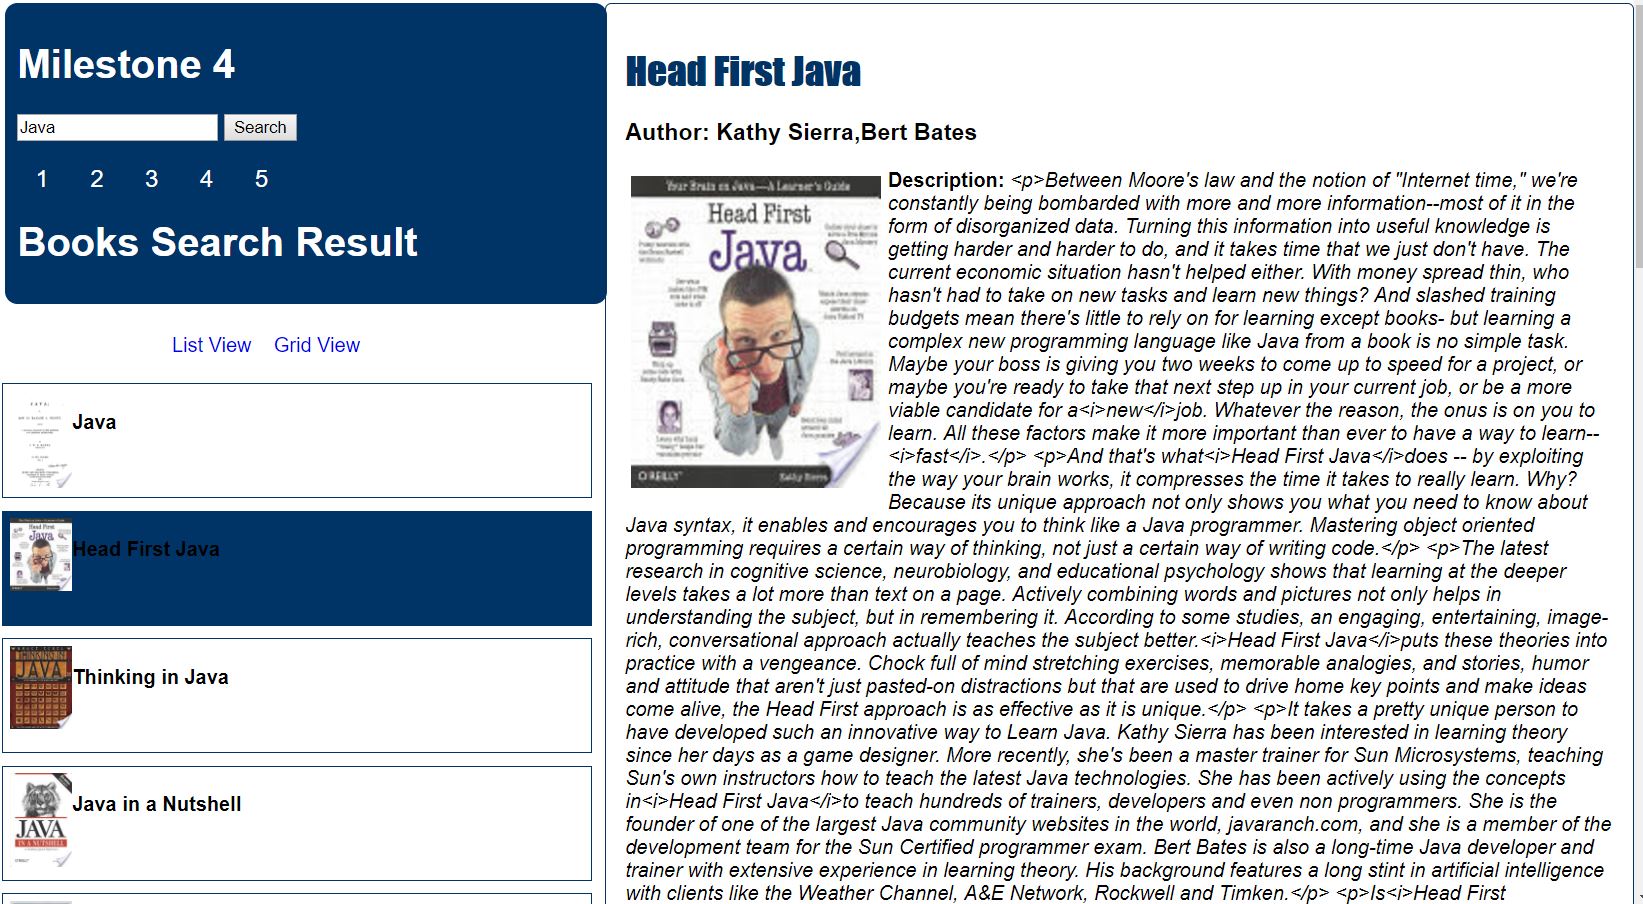 Milestone 4
Java
Search
1 2 3 4 5
Books Search Result
List View Grid View
Java
Head First Java
Thinking in Java
Java in a Nutshell
Head First Java
Author: Kathy Sierra,Bert Bates
Your Brain on Java—A Learner's Guide
Head First
Java
O'REILLY
Kathy Sierra
Description: <p>Between Moore's law and the notion of "Internet time," we're
constantly being bombarded with more and more information--most of it in the
form of disorganized data. Turning this information into useful knowledge is
getting harder and harder to do, and it takes time that we just don't have. The
current economic situation hasn't helped either. With money spread thin, who
hasn't had to take on new tasks and learn new things? And slashed training
budgets mean there's little to rely on for learning except books- but learning a
complex new programming language like Java from a book is no simple task.
Maybe your boss is giving you two weeks to come up to speed for a project, or
maybe you're ready to take that next step up in your current job, or be a more
viable candidate for a<i>new</i>job. Whatever the reason, the onus is on you to
learn. All these factors make it more important than ever to have a way to learn--
<i>fast</i>.</p> <p>And that's what<i>Head First Java</i>does -- by exploiting
the way your brain works, it compresses the time it takes to really learn. Why?
Because its unique approach not only shows you what you need to know about
Java syntax, it enables and encourages you to think like a Java programmer. Mastering object oriented
programming requires a certain way of thinking, not just a certain way of writing code.</p> <p>The latest
research in cognitive science, neurobiology, and educational psychology shows that learning at the deeper
levels takes a lot more than text on a page. Actively combining words and pictures not only helps in
understanding the subject, but in remembering it. According to some studies, an engaging, entertaining, image-
rich, conversational approach actually teaches the subject better.<i>Head First Java</i>puts these theories into
practice with a vengeance. Chock full of mind stretching exercises, memorable analogies, and stories, humor
and attitude that aren't just pasted-on distractions but that are used to drive home key points and make ideas
come alive, the Head First approach is as effective as it is unique.</p> <p>It takes a pretty unique person to
have developed such an innovative way to Learn Java. Kathy Sierra has been interested in learning theory
since her days as a game designer. More recently, she's been a master trainer for Sun Microsystems, teaching
Sun's own instructors how to teach the latest Java technologies. She has been actively using the concepts
in<i>Head First Java</i>to teach hundreds of trainers, developers and even non programmers. She is the
founder of one of the largest Java community websites in the world, javaranch.com, and she is a member of the
development team for the Sun Certified programmer exam. Bert Bates is also a long-time Java developer and
trainer with extensive experience in learning theory. His background features a long stint in artificial intelligence
with clients like the Weather Channel, A&E Network, Rockwell and Timken.</p> <p>Is<i>Head First